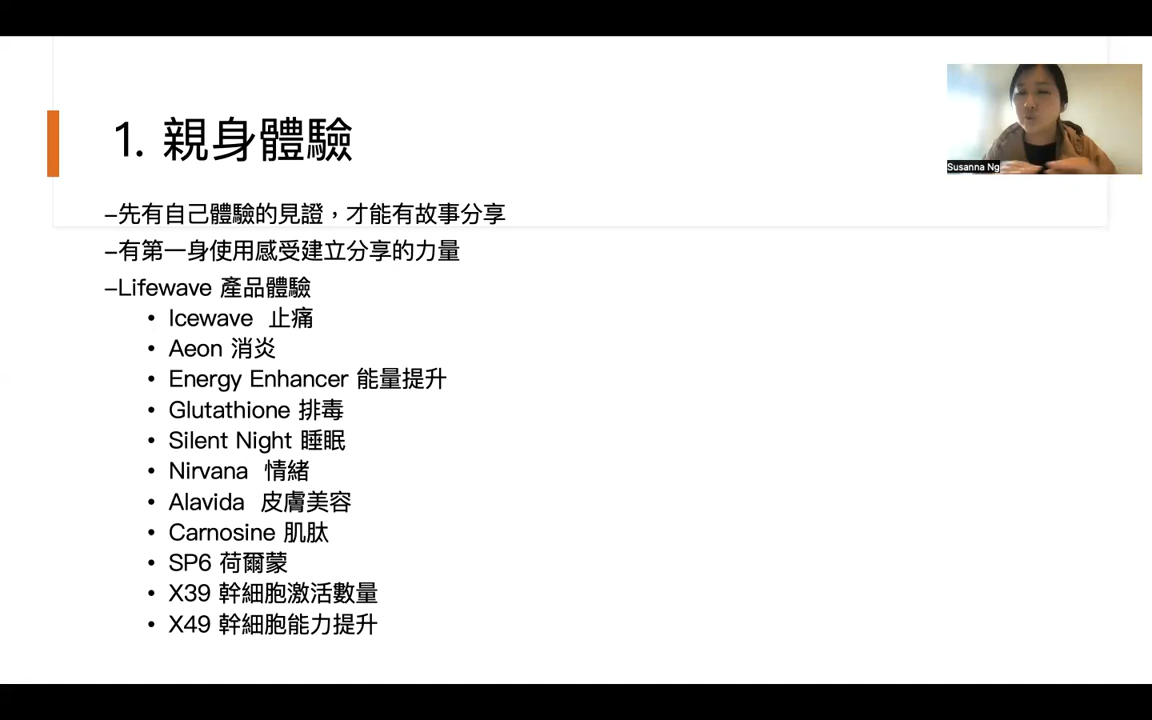 1. 親身體驗
Susanna Ng
–先有自己體驗的見證，才能有故事分享
–有第一身使用感受建立分享的力量
–Lifewave 產品體驗
• Icewave 止痛
• Aeon 消炎
• Energy Enhancer 能量提升
• Glutathione 排毒
• Silent Night 睡眠
• Nirvana 情緒
• Alavida 皮膚美容
• Carnosine 肌肽
• SP6 荷爾蒙
• X39 幹細胞激活數量
• X49 幹細胞能力提升